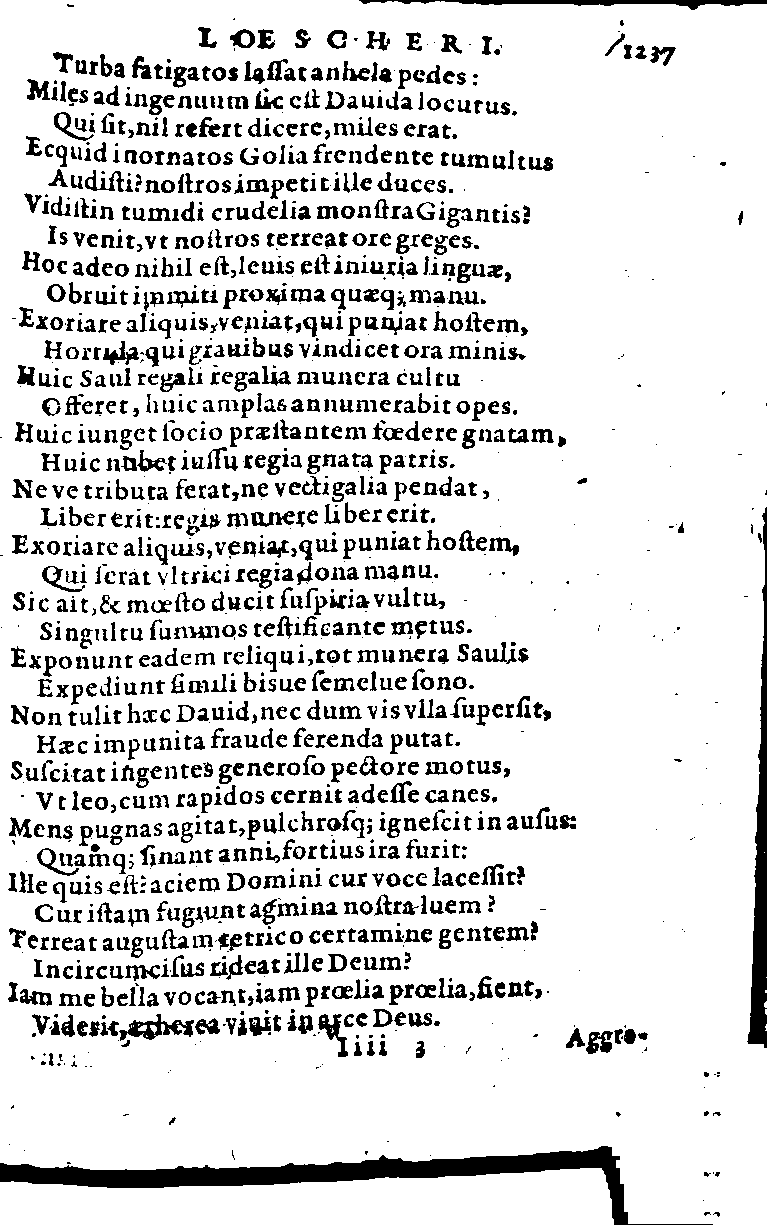 LOESCHERI. 1237
Turba fatigatos laſſat anhela pedes:
Miles ad ingenuum ſic eſt Dauida locutus.
Qui ſit, nil refert dicere, miles erat.
Ecquid inornatos Golia frendente tumultus
Audiſti? noſtros impetit ille duces.
Vidiſtin tumidi crudelia monſtra Gigantis?
Is venit, vt noſtros terreat ore greges.
Hoc adeo nihil eſt, leuis eſt iniuria linguæ,
Obruit immiti proxima quæq; manu.
Exoriare aliquis, veniat, qui puniat hoſtem,
Horrida qui grauibus vindicet ora minis.
Huic Saul regali regalia munera cultu
Offeret, huic amplas annumerabit opes.
Huic iunget ſocio præſtantem fœdere gnatam,
Huic nubet iuſſu regia gnata patris.
Ne ve tributa ferat, ne vectigalia pendat,
Liber erit: regis munere liber erit.
Exoriare aliquis, veniat, qui puniat hoſtem,
Qui ferat vltrici regia dona manu.
Sic ait, & mœſto ducit ſuſpiria vultu,
Singultu ſummos teſtificante metus.
Exponunt eadem reliqui, tot munera Saulis
Expediunt ſimili bisue ſemelue ſono.
Non tulit hæc Dauid, nec dum vis vlla ſuperſit,
Hæc impunita fraude ferenda putat.
Suſcitat ingentes generoſo pectore motus,
Vt leo, cum rapidos cernit adeſſe canes.
Mens pugnas agitat, pulchroſq; igneſcit in auſus:
Quamq; ſinant anni, fortius ira furit:
Ille quis eſt? aciem Domini cur voce laceſſit?
Cur iſtam fugiunt agmina noſtra luem?
Terreat auguſtam tetrico certamine gentem?
Incircumciſus rideat ille Deum?
Iam me bella vocant, iam prœlia prœlia, fient,
Viderit, ætherea viuit in arce Deus.
Iiii 3 Aggre-